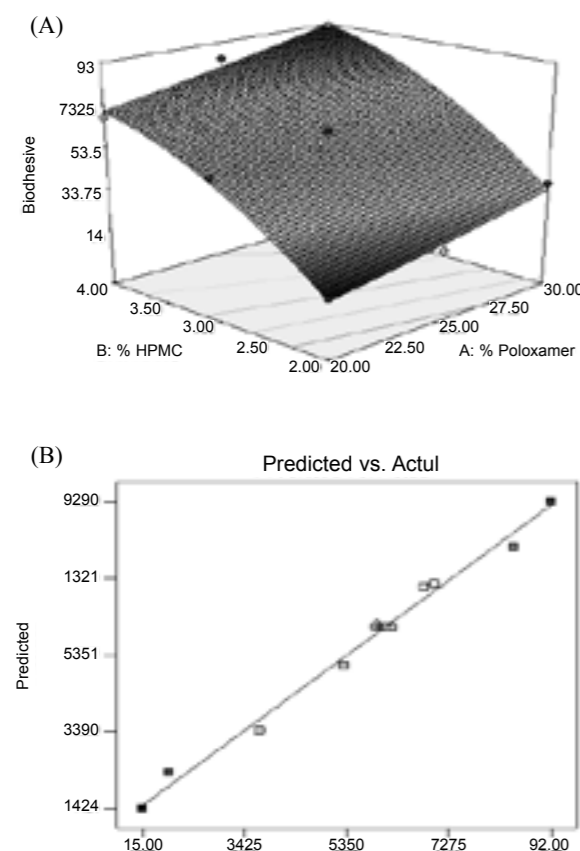 (A)
93
7325
53.5
33.75
14
Biodhesive
4.00
3.50
3.00
2.50
2.00
B: % HPMC
20.00
22.50
25.00
27.50
30.00
A: % Poloxamer
(B)
Predicted vs. Actul
9290
1321
5351
3390
1424
Predicted
15.00 3425 5350 7275 92.00